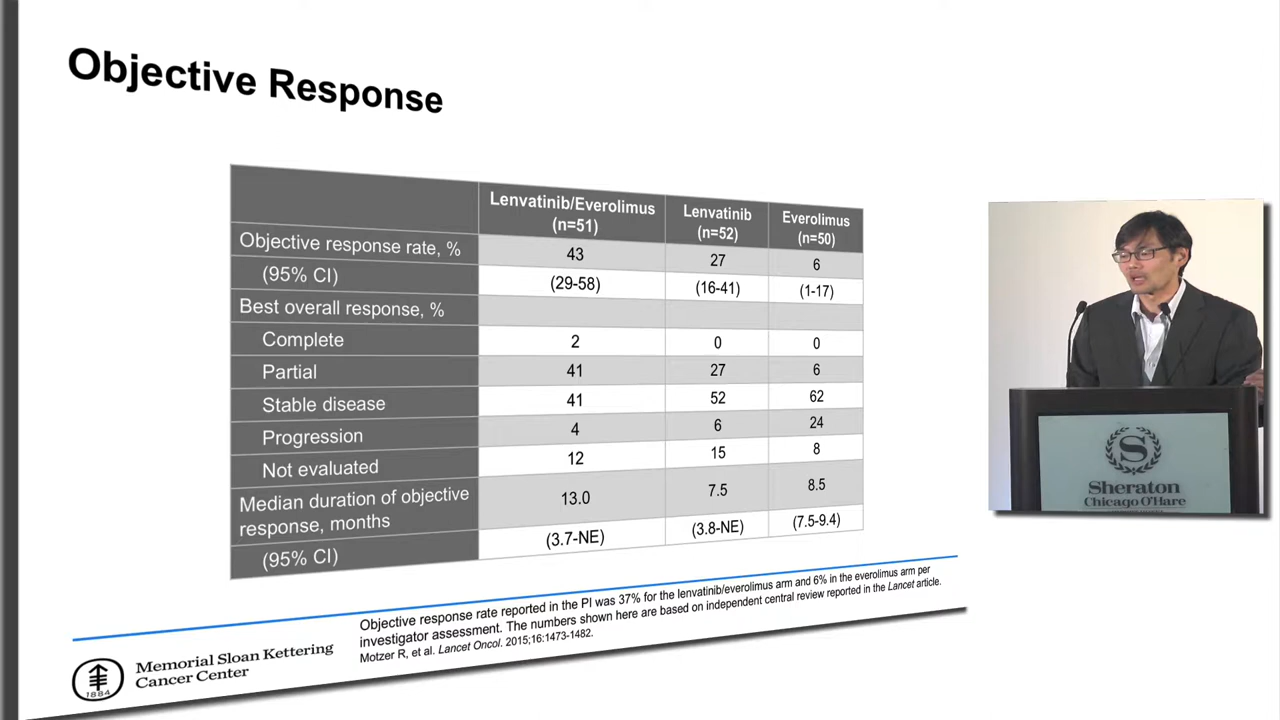 Objective Response
Lenvatinib/Everolimus (n=51) Lenvatinib (n=52) Everolimus (n=50)
Objective response rate, % 43 27 6
(95% CI) (29-58) (16-41) (1-17)
Best overall response, %
Complete 2 0 0
Partial 41 27 6
Stable disease 41 52 62
Progression 4 6 24
Not evaluated 12 15 8
Median duration of objective response, months 13.0 7.5 8.5
(95% CI) (3.7-NE) (3.8-NE) (7.5-9.4)
Objective response rate reported in the PI was 37% for the lenvatinib/everolimus arm and 6% in the everolimus arm per
investigator assessment. The numbers shown here are based on independent central review reported in the Lancet article.
Motzer R, et al. Lancet Oncol. 2015;16:1473-1482.
1884
Memorial Sloan Kettering
Cancer Center
S
Sheraton
Chicago O'Hare